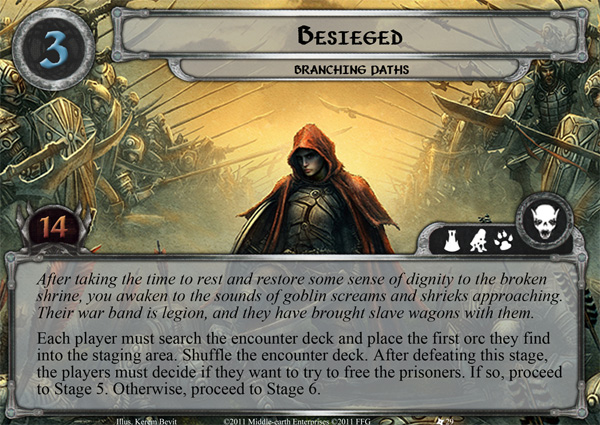 3
BESIEGED
BRANCHING PATHS
14
After taking the time to rest and restore some sense of dignity to the broken
shrine, you awaken to the sounds of goblin screams and shrieks approaching.
Their war band is legion, and they have brought slave wagons with them.
Each player must search the encounter deck and place the first orc they find
into the staging area. Shuffle the encounter deck. After defeating this stage,
the players must decide if they want to try to free the prisoners. If so, proceed
to Stage 5. Otherwise, proceed to Stage 6.
Illus. Kerem Beyit ©2011 Middle-earth Enterprises ©2011 FFG 29